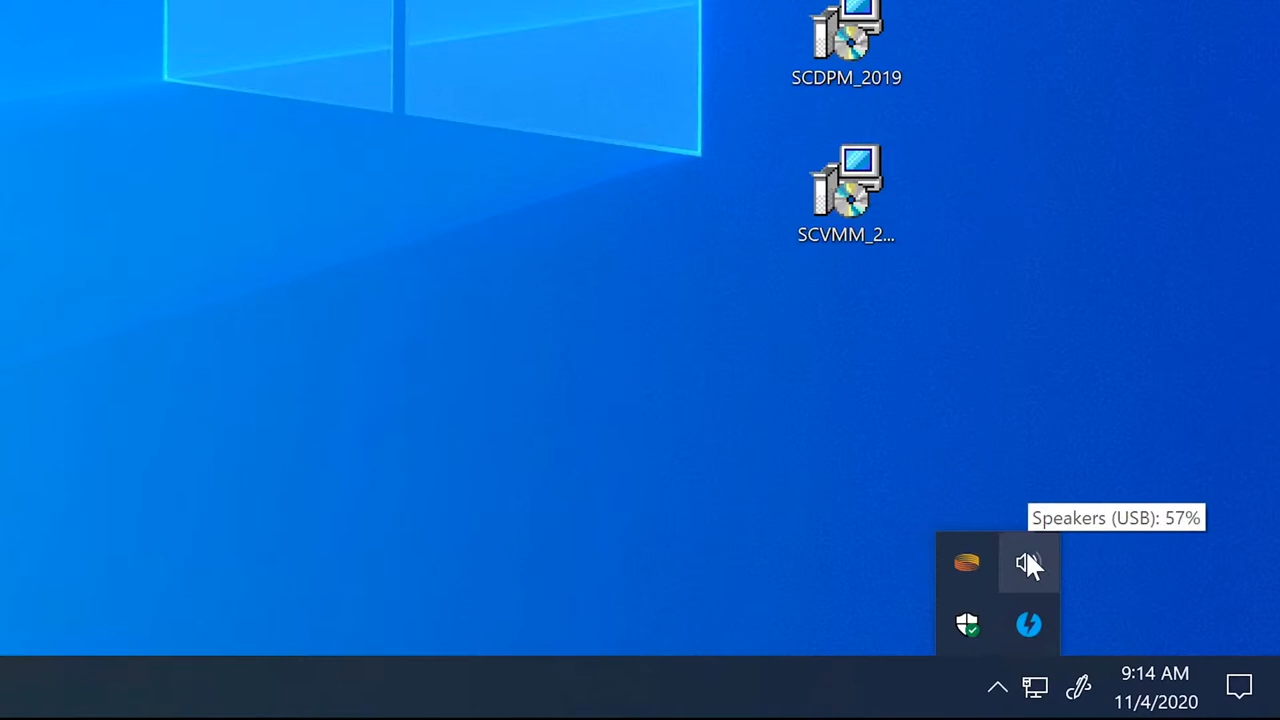 SCDPM_2019
SCVMM_2...
Speakers (USB): 57%
9:14 AM
11/4/2020